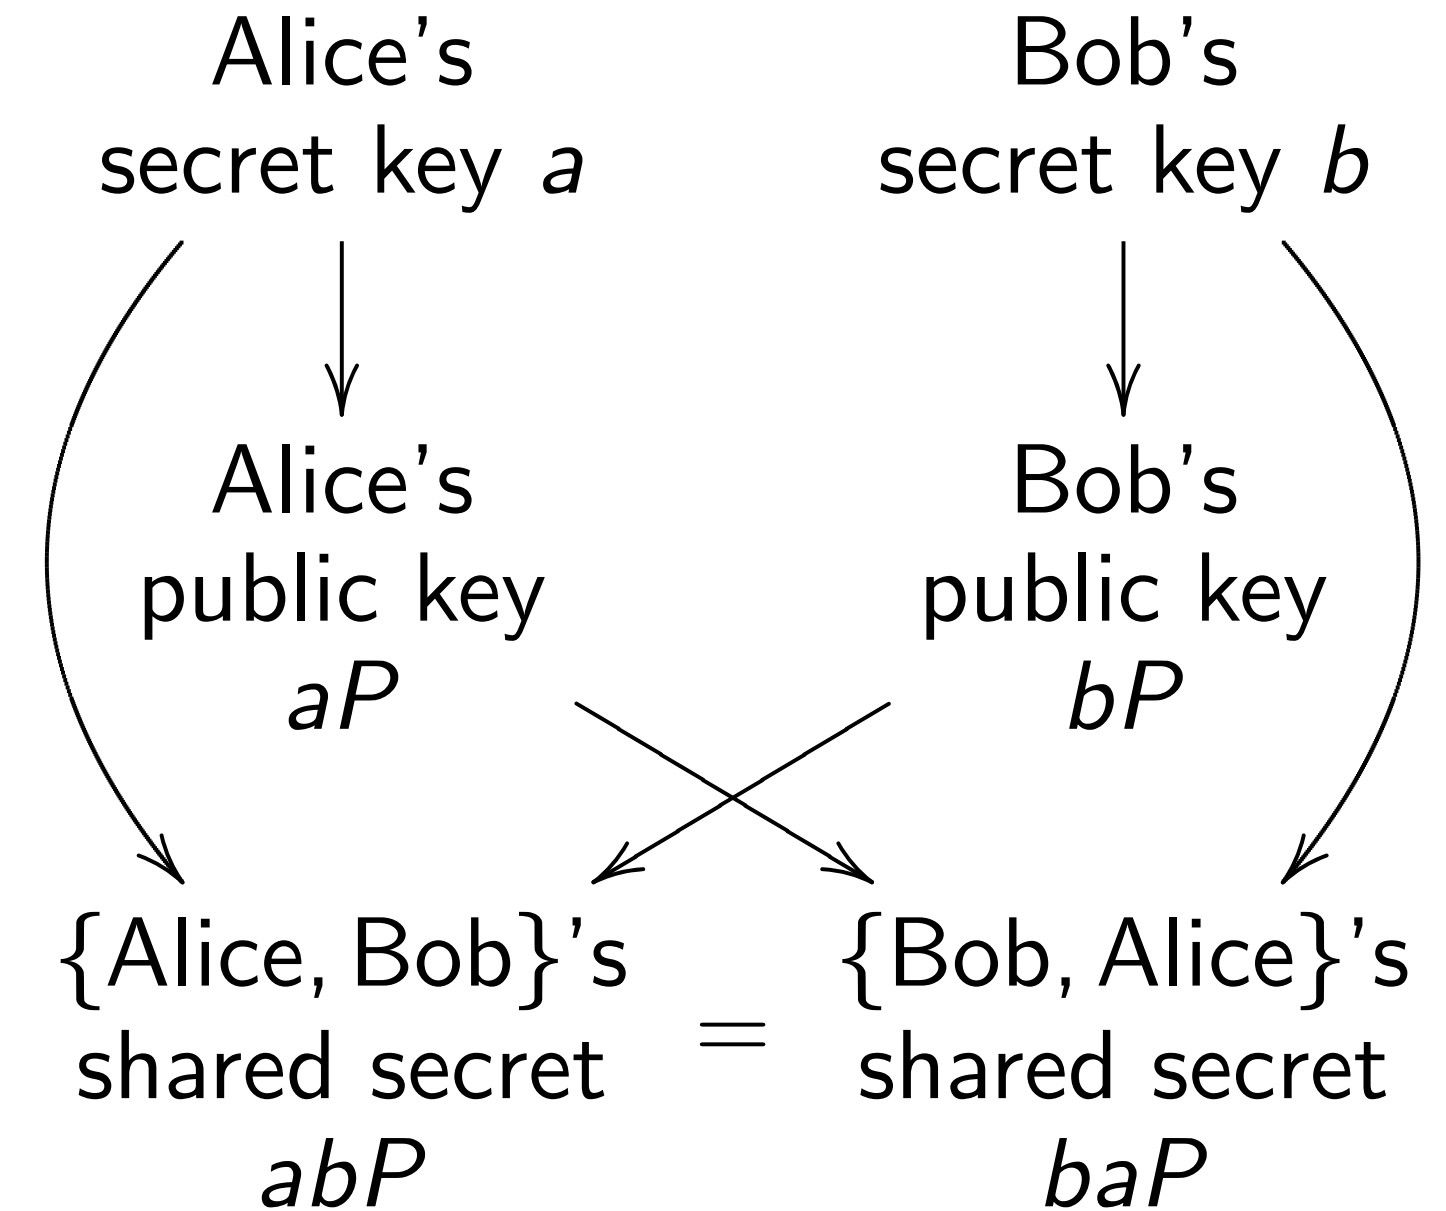 Alice's
secret key a
Bob's
secret key b
Alice's
public key
aP
Bob's
public key
bP
{Alice, Bob}'s
shared secret
abP
=
{Bob, Alice}'s
shared secret
baP